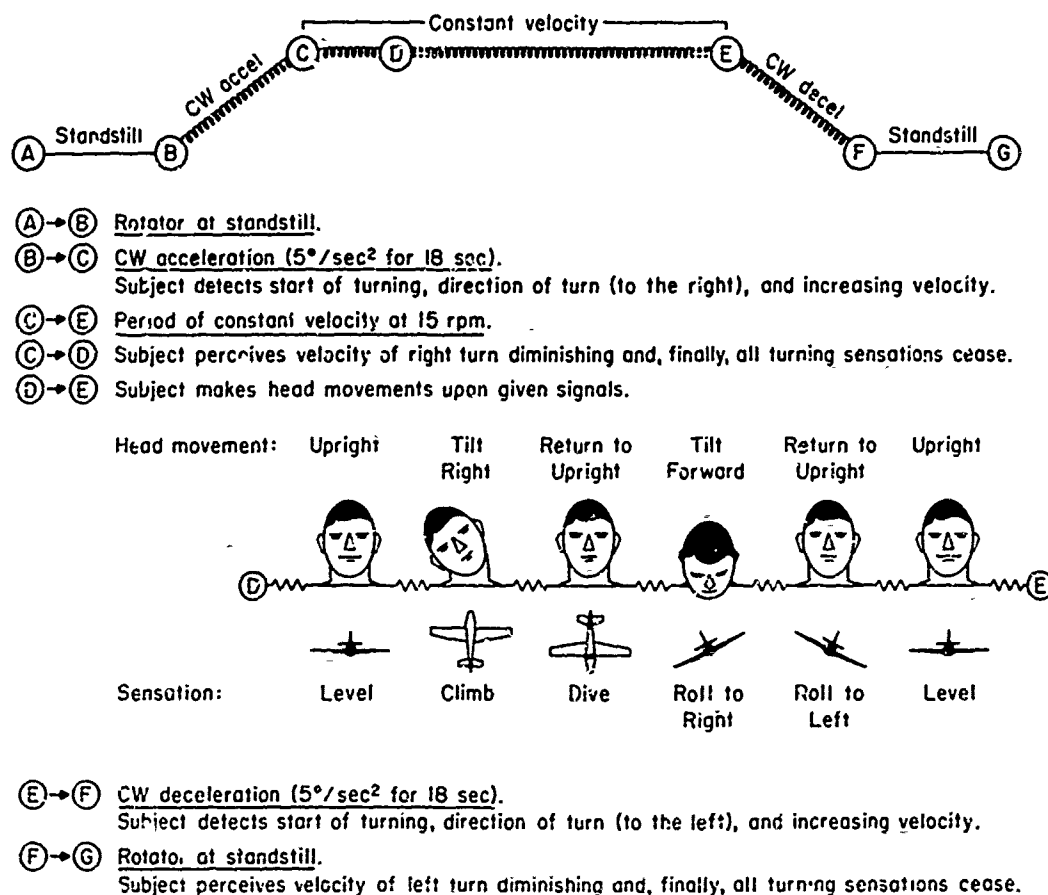 Constant velocity
C D E
CW accel
CW decel
A Standstill B F Standstill G
A→B Rotator at standstill.
B→C CW acceleration (5°/sec² for 18 sec).
Subject detects start of turning, direction of turn (to the right), and increasing velocity.
C→E Period of constant velocity at 15 rpm.
C→D Subject perceives velocity of right turn diminishing and, finally, all turning sensations cease.
D→E Subject makes head movements upon given signals.
Head movement: Upright Tilt Return to Tilt Return to Upright
Right Upright Forward Upright
D E
Sensation: Level Climb Dive Roll to Roll to Level
Right Left
E→F CW deceleration (5°/sec² for 18 sec).
Subject detects start of turning, direction of turn (to the left), and increasing velocity.
F→G Rotator at standstill.
Subject perceives velocity of left turn diminishing and, finally, all turning sensations cease.